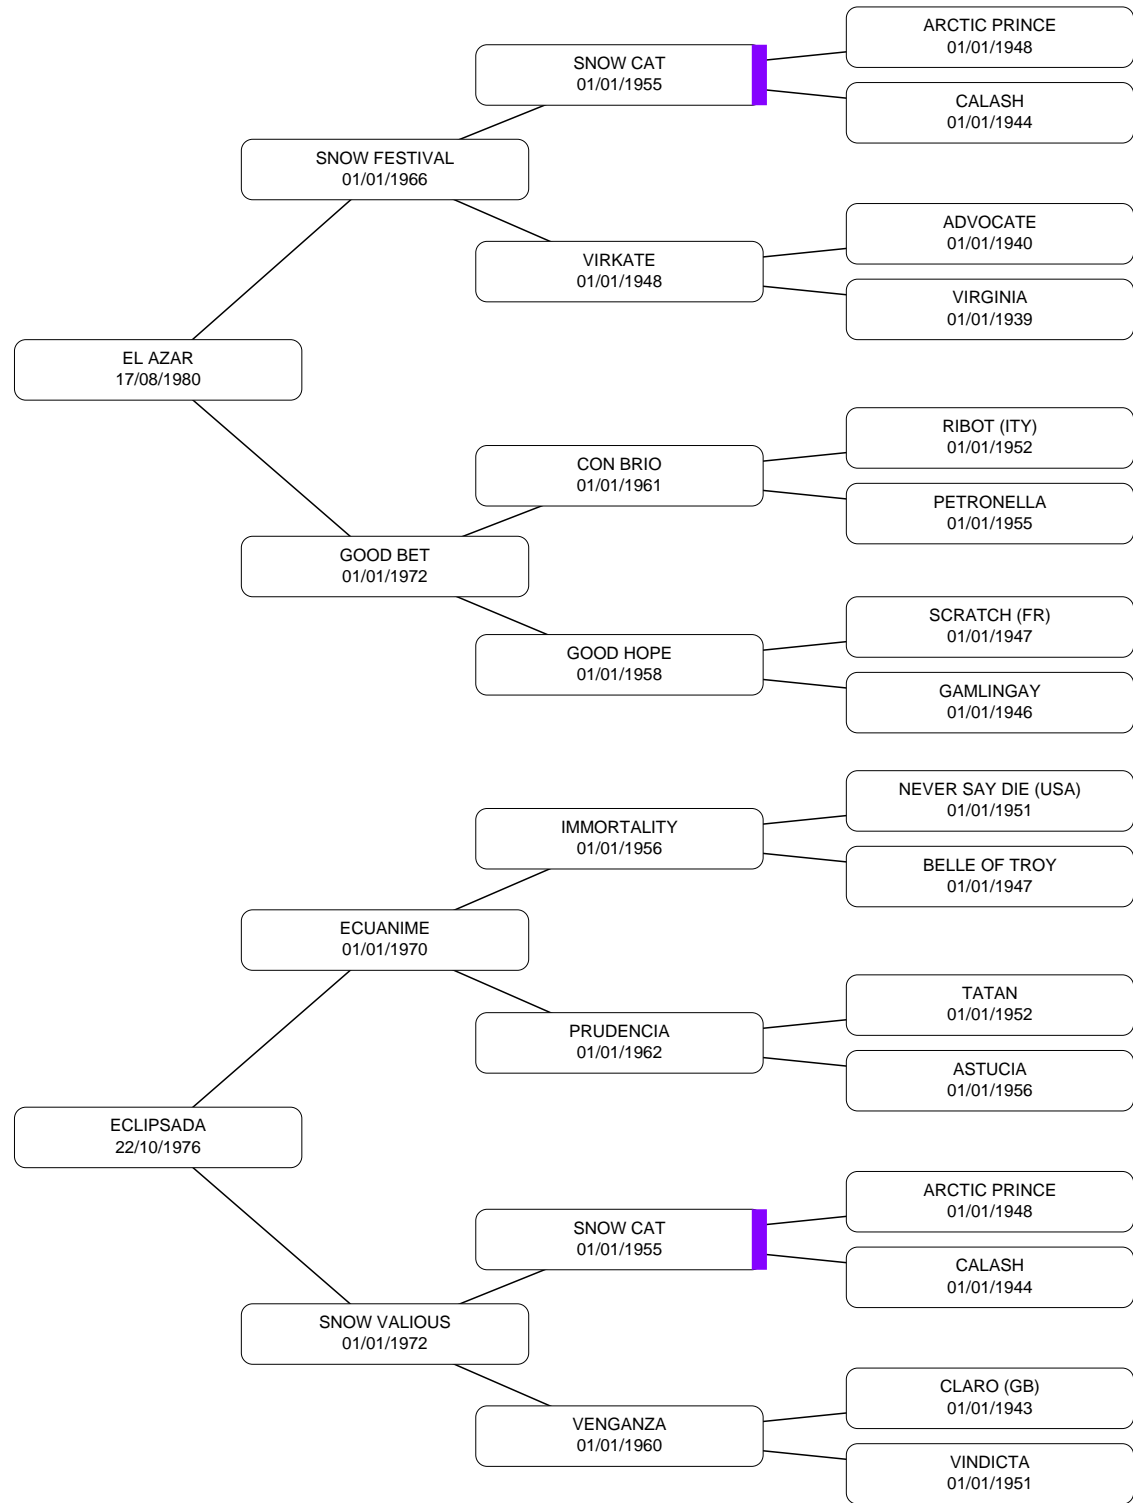 ARCTIC PRINCE
01/01/1948
SNOW CAT
01/01/1955
CALASH
01/01/1944
SNOW FESTIVAL
01/01/1966
ADVOCATE
01/01/1940
VIRKATE
01/01/1948
VIRGINIA
01/01/1939
EL AZAR
17/08/1980
RIBOT (ITY)
01/01/1952
CON BRIO
01/01/1961
PETRONELLA
01/01/1955
GOOD BET
01/01/1972
SCRATCH (FR)
01/01/1947
GOOD HOPE
01/01/1958
GAMLINGAY
01/01/1946
NEVER SAY DIE (USA)
01/01/1951
IMMORTALITY
01/01/1956
BELLE OF TROY
01/01/1947
ECUANIME
01/01/1970
TATAN
01/01/1952
PRUDENCIA
01/01/1962
ASTUCIA
01/01/1956
ECLIPSADA
22/10/1976
ARCTIC PRINCE
01/01/1948
SNOW CAT
01/01/1955
CALASH
01/01/1944
SNOW VALIOUS
01/01/1972
CLARO (GB)
01/01/1943
VENGANZA
01/01/1960
VINDICTA
01/01/1951